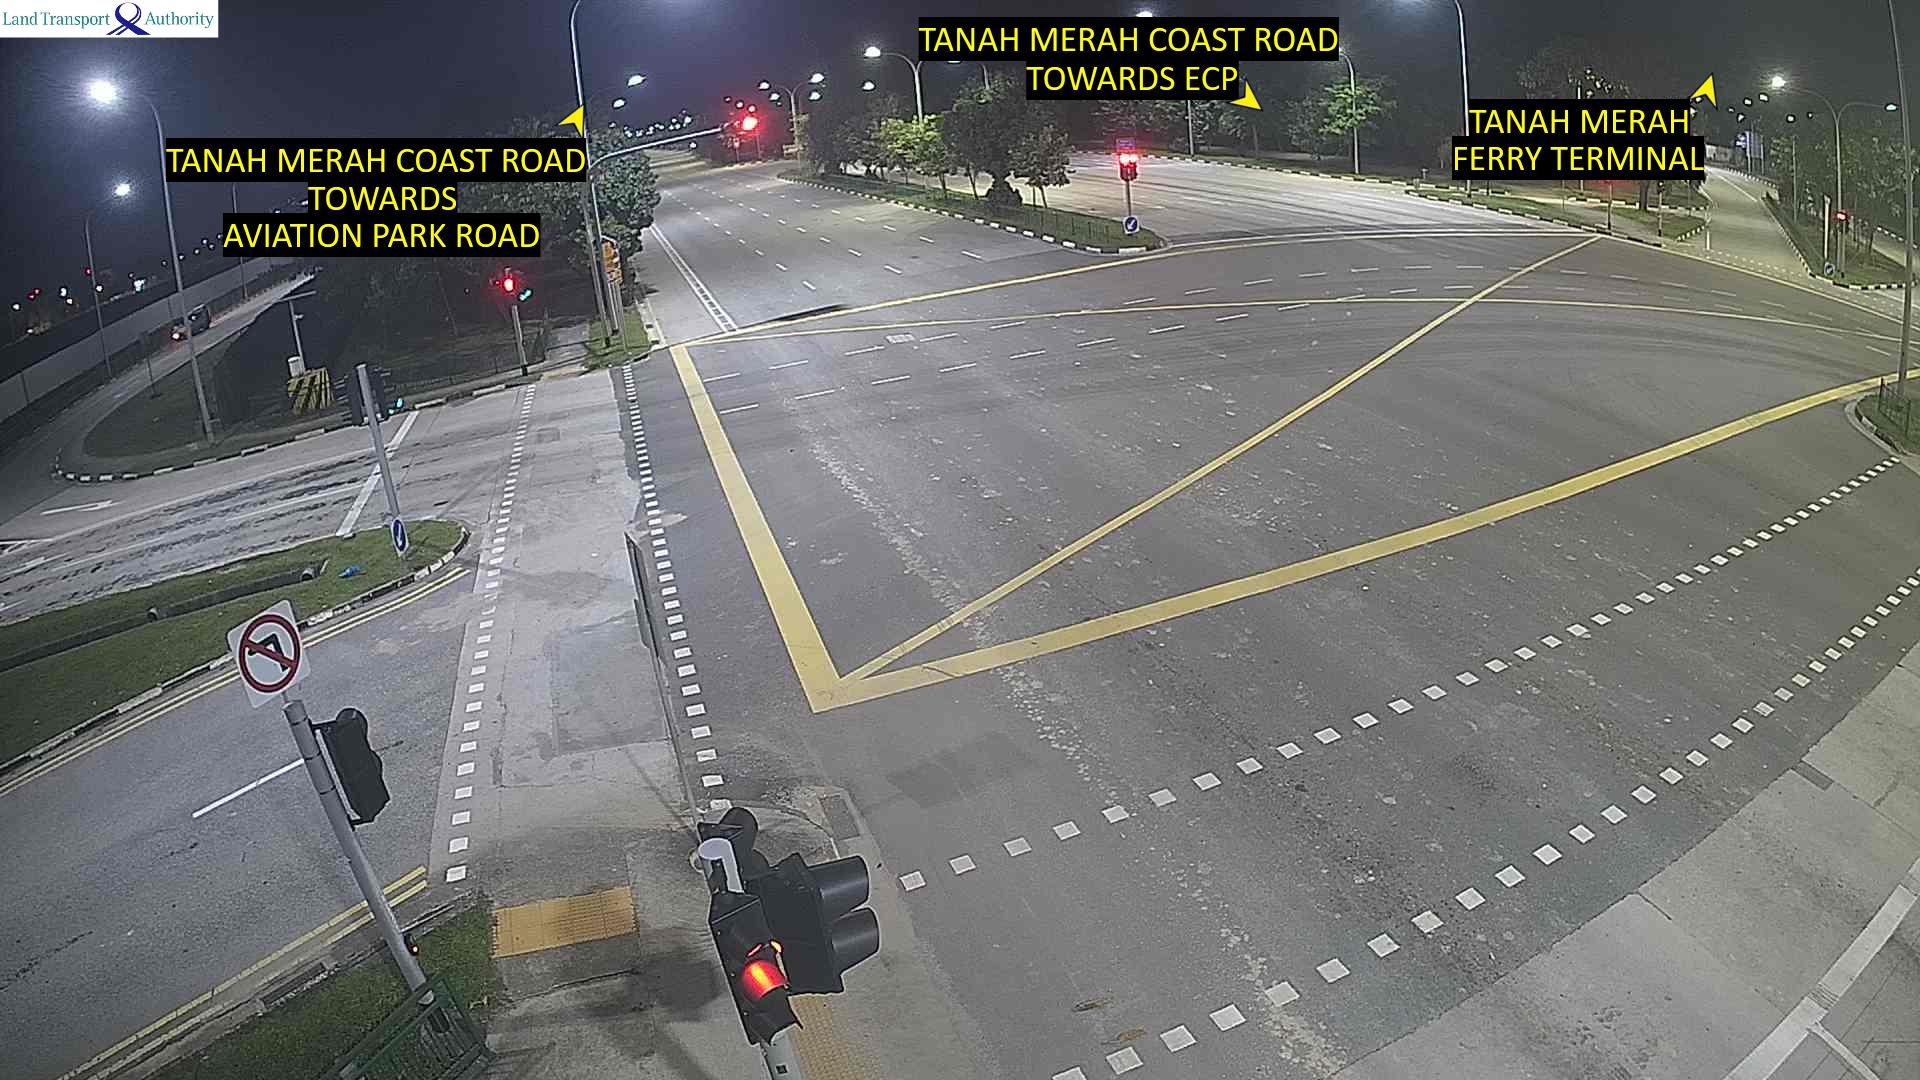 Land Transport Authority
TANAH MERAH COAST ROAD
TOWARDS ECP
TANAH MERAH
FERRY TERMINAL
TANAH MERAH COAST ROAD
TOWARDS
AVIATION PARK ROAD